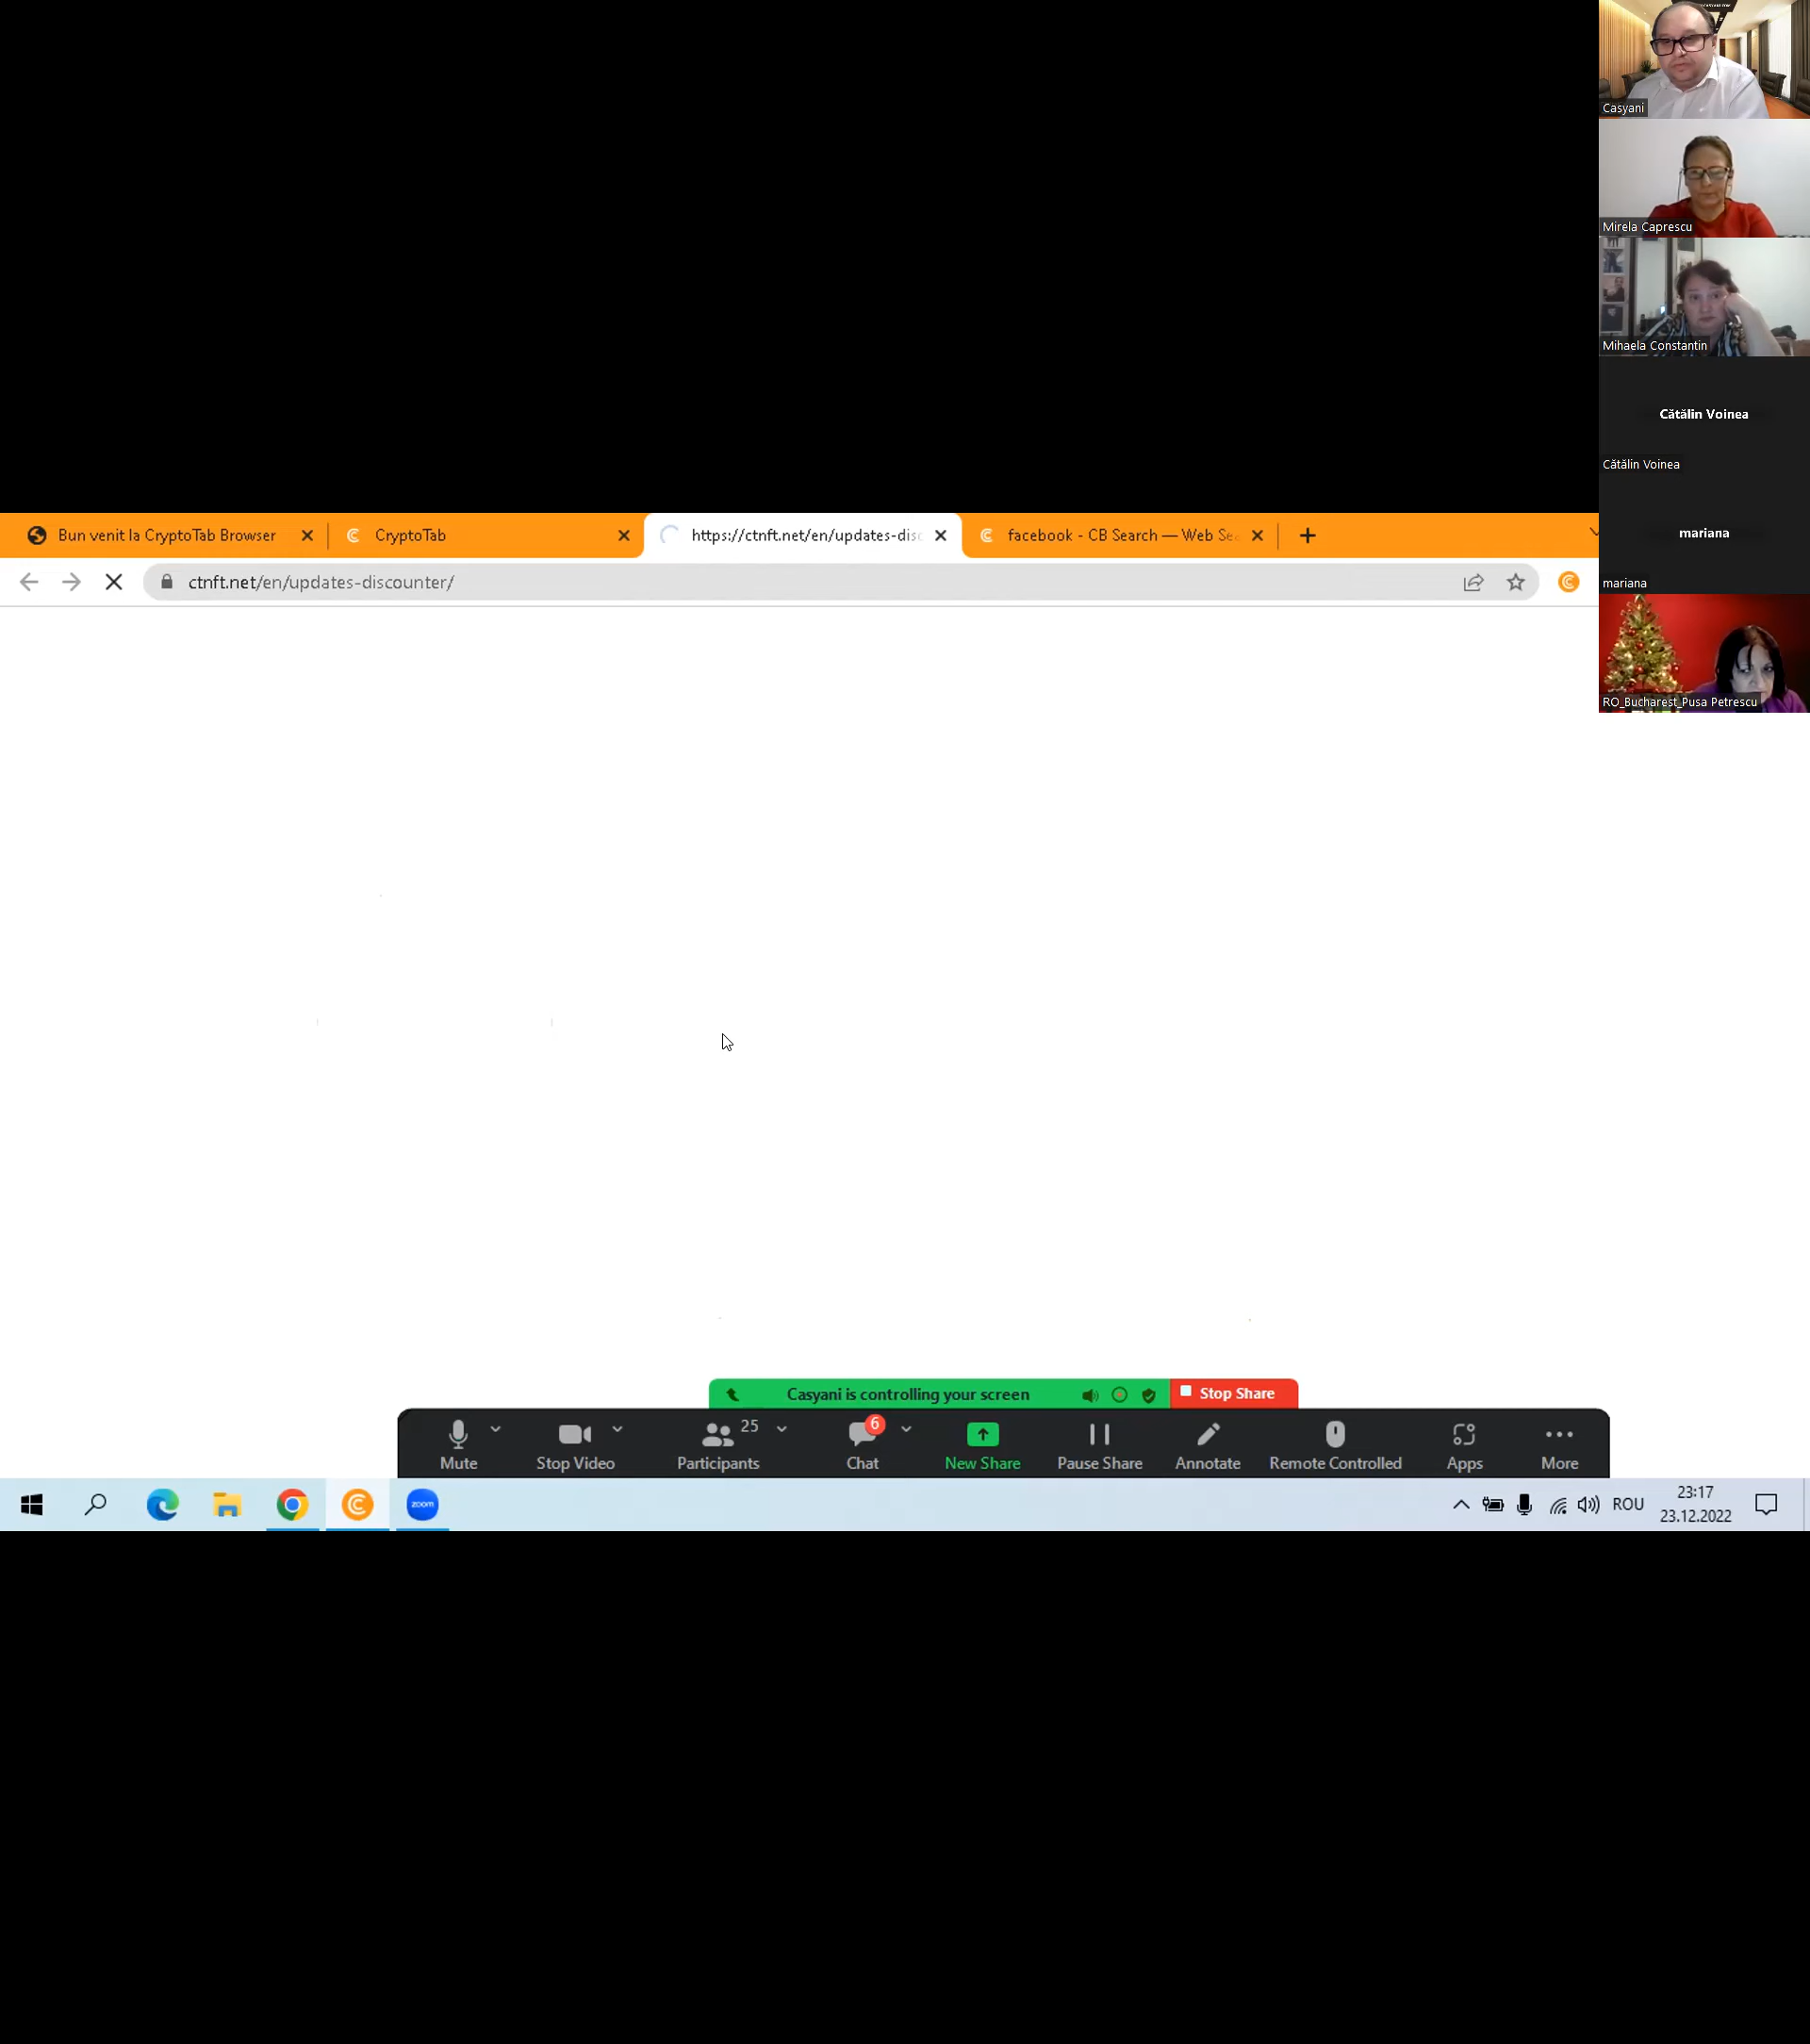 Casyani
Mirela Caprescu
Mihaela Constantin
Cătălin Voinea
Cătălin Voinea
mariana
mariana
RO_Bucharest_Pusa Petrescu
Bun venit la CryptoTab Browser
CryptoTab
https://ctnft.net/en/updates-disc
facebook - CB Search — Web Se
ctnft.net/en/updates-discounter/
Casyani is controlling your screen
Stop Share
25
6
Mute
Stop Video
Participants
Chat
New Share
Pause Share
Annotate
Remote Controlled
Apps
More
zoom
ROU
23:17
23.12.2022